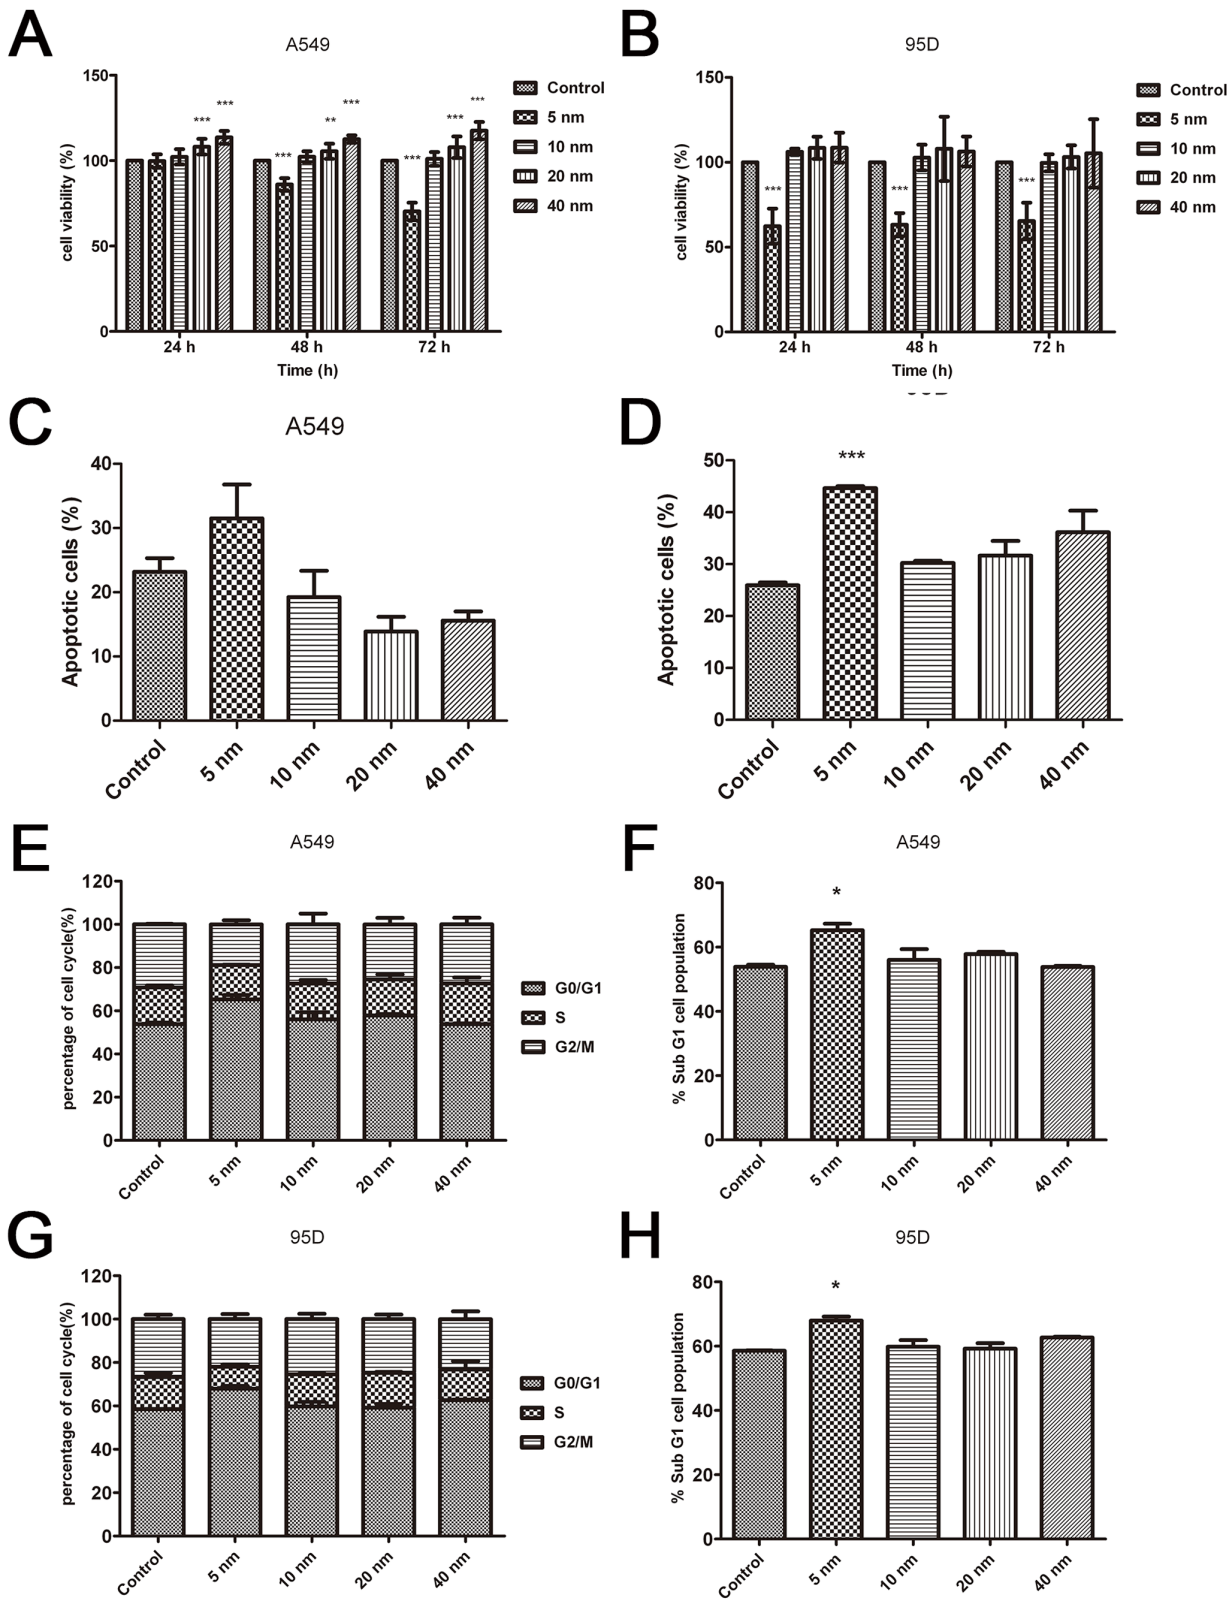 A
A549
cell viability (%)
150
100
50
0
***
***
***
**
***
***
***
***
24 h
48 h
72 h
Time (h)
Control
5 nm
10 nm
20 nm
40 nm
B
95D
cell viability (%)
150
100
50
0
***
***
***
24 h
48 h
72 h
Time (h)
Control
5 nm
10 nm
20 nm
40 nm
C
A549
Apoptotic cells (%)
40
30
20
10
0
Control
5 nm
10 nm
20 nm
40 nm
D
Apoptotic cells (%)
50
40
30
20
10
0
***
Control
5 nm
10 nm
20 nm
40 nm
E
A549
percentage of cell cycle(%)
120
100
80
60
40
20
0
Control
5 nm
10 nm
20 nm
40 nm
G0/G1
S
G2/M
F
A549
% Sub G1 cell population
80
60
40
20
0
*
Control
5 nm
10 nm
20 nm
40 nm
G
95D
percentage of cell cycle(%)
120
100
80
60
40
20
0
Control
5 nm
10 nm
20 nm
40 nm
G0/G1
S
G2/M
H
95D
% Sub G1 cell population
80
60
40
20
0
*
Control
5 nm
10 nm
20 nm
40 nm